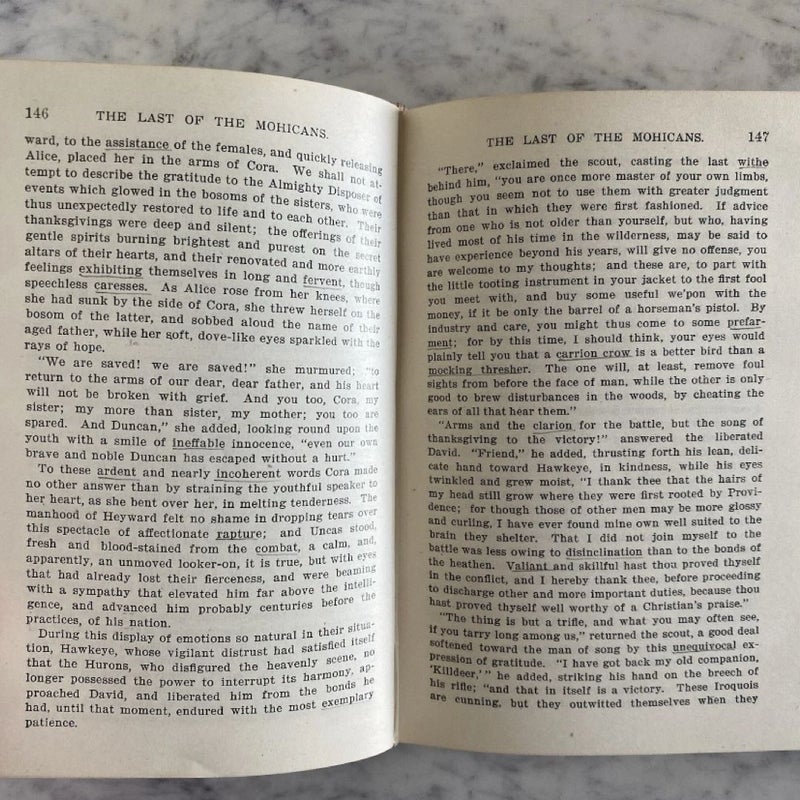 146 THE LAST OF THE MOHICANS.
ward, to the assistance of the females, and quickly releasing
Alice, placed her in the arms of Cora. We shall not at-
tempt to describe the gratitude to the Almighty Disposer of
events which glowed in the bosoms of the sisters, who were
thus unexpectedly restored to life and to each other. Their
thanksgivings were deep and silent; the offerings of their
gentle spirits burning brightest and purest on the secret
altars of their hearts, and their renovated and more earthly
feelings exhibiting themselves in long and fervent, though
speechless caresses. As Alice rose from her knees, where
she had sunk by the side of Cora, she threw herself on the
bosom of the latter, and sobbed aloud the name of their
aged father, while her soft, dove-like eyes sparkled with the
rays of hope.
"We are saved! we are saved!" she murmured; "to
return to the arms of our dear, dear father, and his heart
will not be broken with grief. And you too, Cora, my
sister; my more than sister, my mother; you too are
spared. And Duncan," she added, looking round upon the
youth with a smile of ineffable innocence, "even our own
brave and noble Duncan has escaped without a hurt."
To these ardent and nearly incoherent words Cora made
no other answer than by straining the youthful speaker to
her heart, as she bent over her, in melting tenderness. The
manhood of Heyward felt no shame in dropping tears over
this spectacle of affectionate rapture; and Uncas stood,
fresh and blood-stained from the combat, a calm, and,
apparently, an unmoved looker-on, it is true, but with eyes
that had already lost their fierceness, and were beaming
with a sympathy that elevated him far above the intelli-
gence, and advanced him probably centuries before the
practices, of his nation.
During this display of emotions so natural in their situa-
tion, Hawkeye, whose vigilant distrust had satisfied itself
that the Hurons, who disfigured the heavenly scene, no
longer possessed the power to interrupt its harmony, ap-
proached David, and liberated him from the bonds he
had, until that moment, endured with the most exemplary
patience.
THE LAST OF THE MOHICANS. 147
"There," exclaimed the scout, casting the last withe
behind him, "you are once more master of your own limbs,
though you seem not to use them with greater judgment
than that in which they were first fashioned. If advice
from one who is not older than yourself, but who, having
lived most of his time in the wilderness, may be said to
have experience beyond his years, will give no offense, you
are welcome to my thoughts; and these are, to part with
the little tooting instrument in your jacket to the first fool
you meet with, and buy some useful we'pon with the
money, if it be only the barrel of a horseman's pistol. By
industry and care, you might thus come to some prefar-
ment; for by this time, I should think, your eyes would
plainly tell you that a carrion crow is a better bird than a
mocking thresher. The one will, at least, remove foul
sights from before the face of man, while the other is only
good to brew disturbances in the woods, by cheating the
ears of all that hear them."
"Arms and the clarion for the battle, but the song of
thanksgiving to the victory!" answered the liberated
David. "Friend," he added, thrusting forth his lean, deli-
cate hand toward Hawkeye, in kindness, while his eyes
twinkled and grew moist, "I thank thee that the hairs of
my head still grow where they were first rooted by Provi-
dence; for though those of other men may be more glossy
and curling, I have ever found mine own well suited to the
brain they shelter. That I did not join myself to the
battle was less owing to disinclination than to the bonds of
the heathen. Valiant and skillful hast thou proved thyself
in the conflict, and I hereby thank thee, before proceeding
to discharge other and more important duties, because thou
hast proved thyself well worthy of a Christian's praise."
"The thing is but a trifle, and what you may often see,
if you tarry long among us," returned the scout, a good deal
softened toward the man of song by this unequivocal ex-
pression of gratitude. "I have got back my old companion,
'Killdeer,'" he added, striking his hand on the breech of
his rifle; "and that in itself is a victory. These Iroquois
are cunning, but they outwitted themselves when they